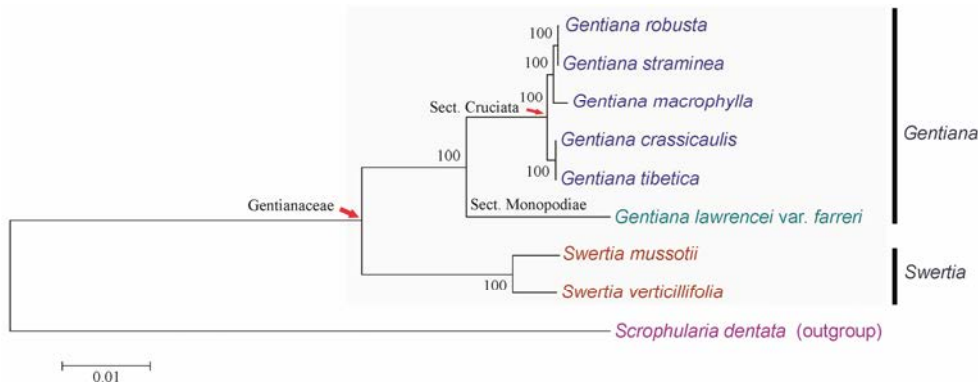 100
Gentiana robusta
100
Gentiana straminea
100
Sect. Cruciata
Gentiana macrophylla
Gentiana crassicaulis
Gentiana
100
100
Gentiana tibetica
Gentianaceae
Sect. Monopodiae
Gentiana lawrencei var. farreri
Swertia mussotii
Swertia
100
Swertia verticillifolia
Scrophularia dentata (outgroup)
0.01